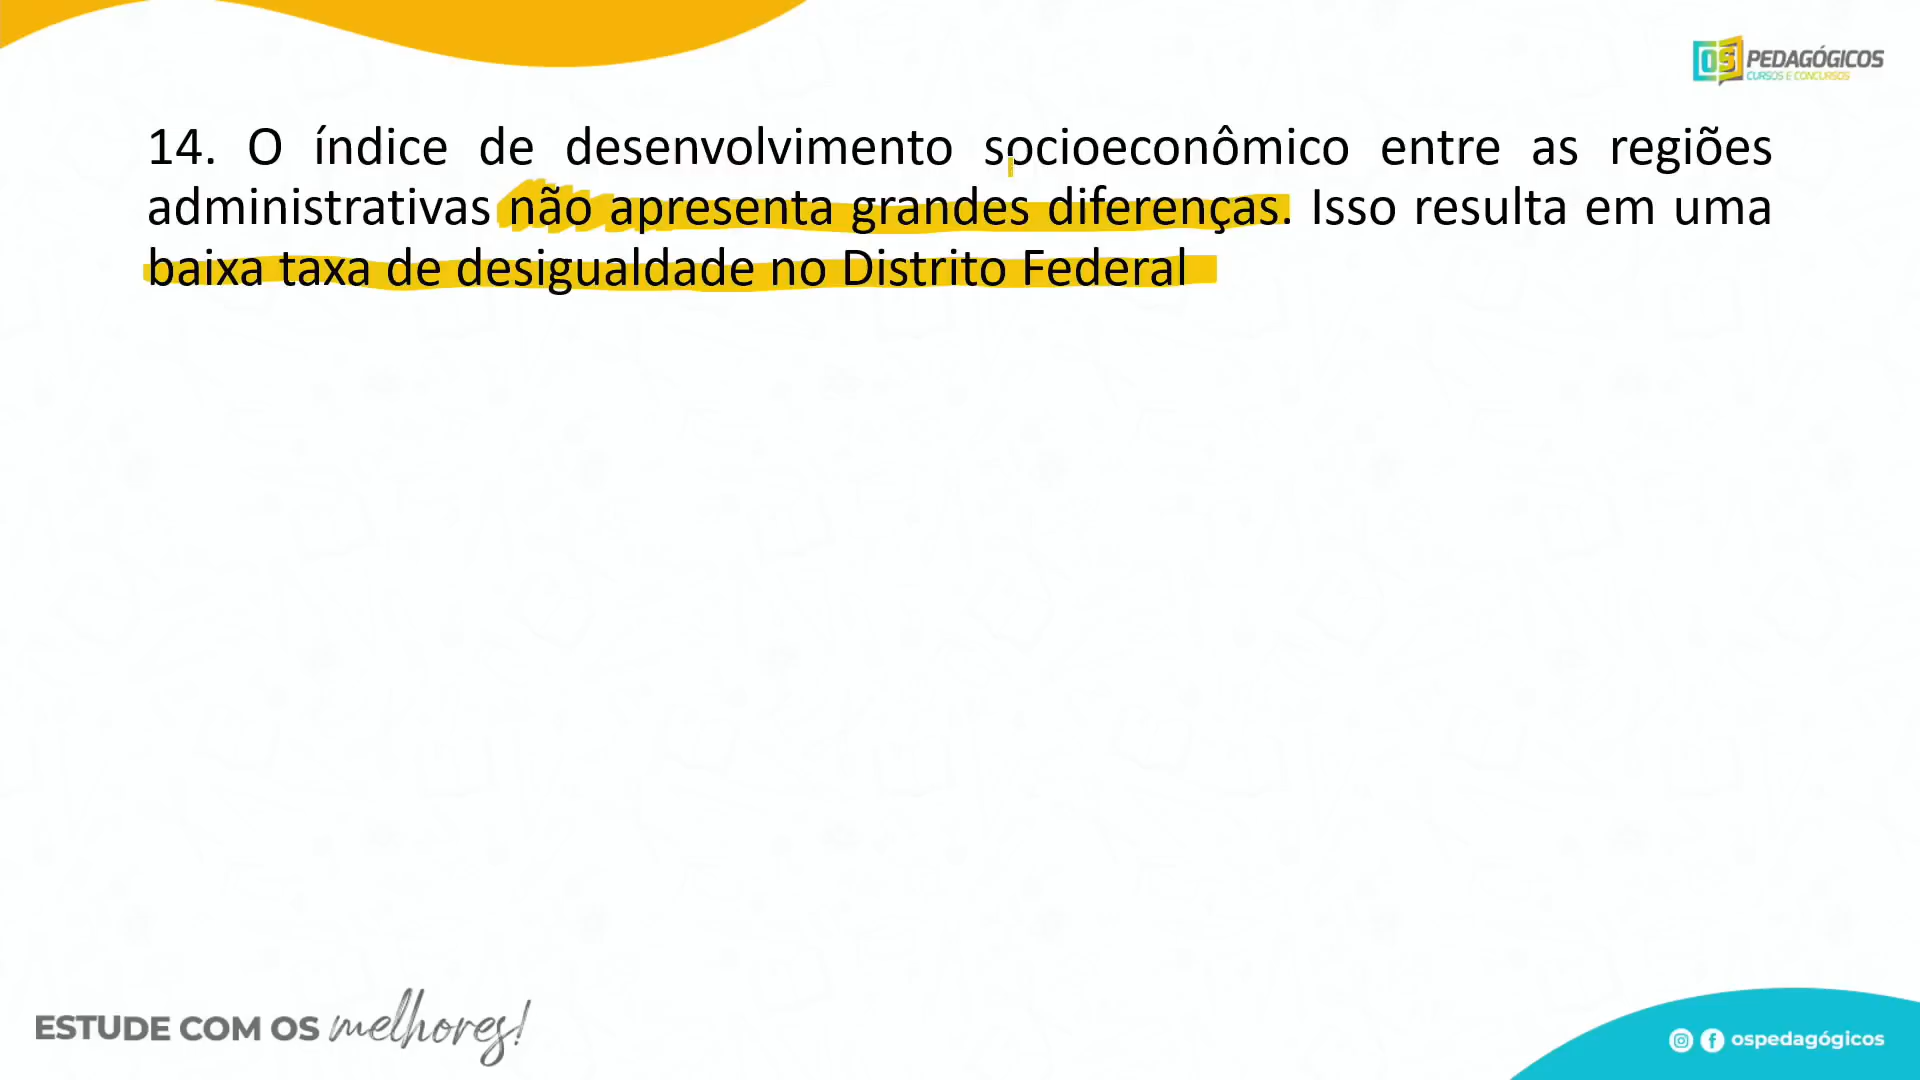 OS PEDAGÓGICOS
CURSOS E CONCURSOS
14. O índice de desenvolvimento socioeconômico entre as regiões
administrativas não apresenta grandes diferenças. Isso resulta em uma
baixa taxa de desigualdade no Distrito Federal
ESTUDE COM OS melhores!
ospedagógicos